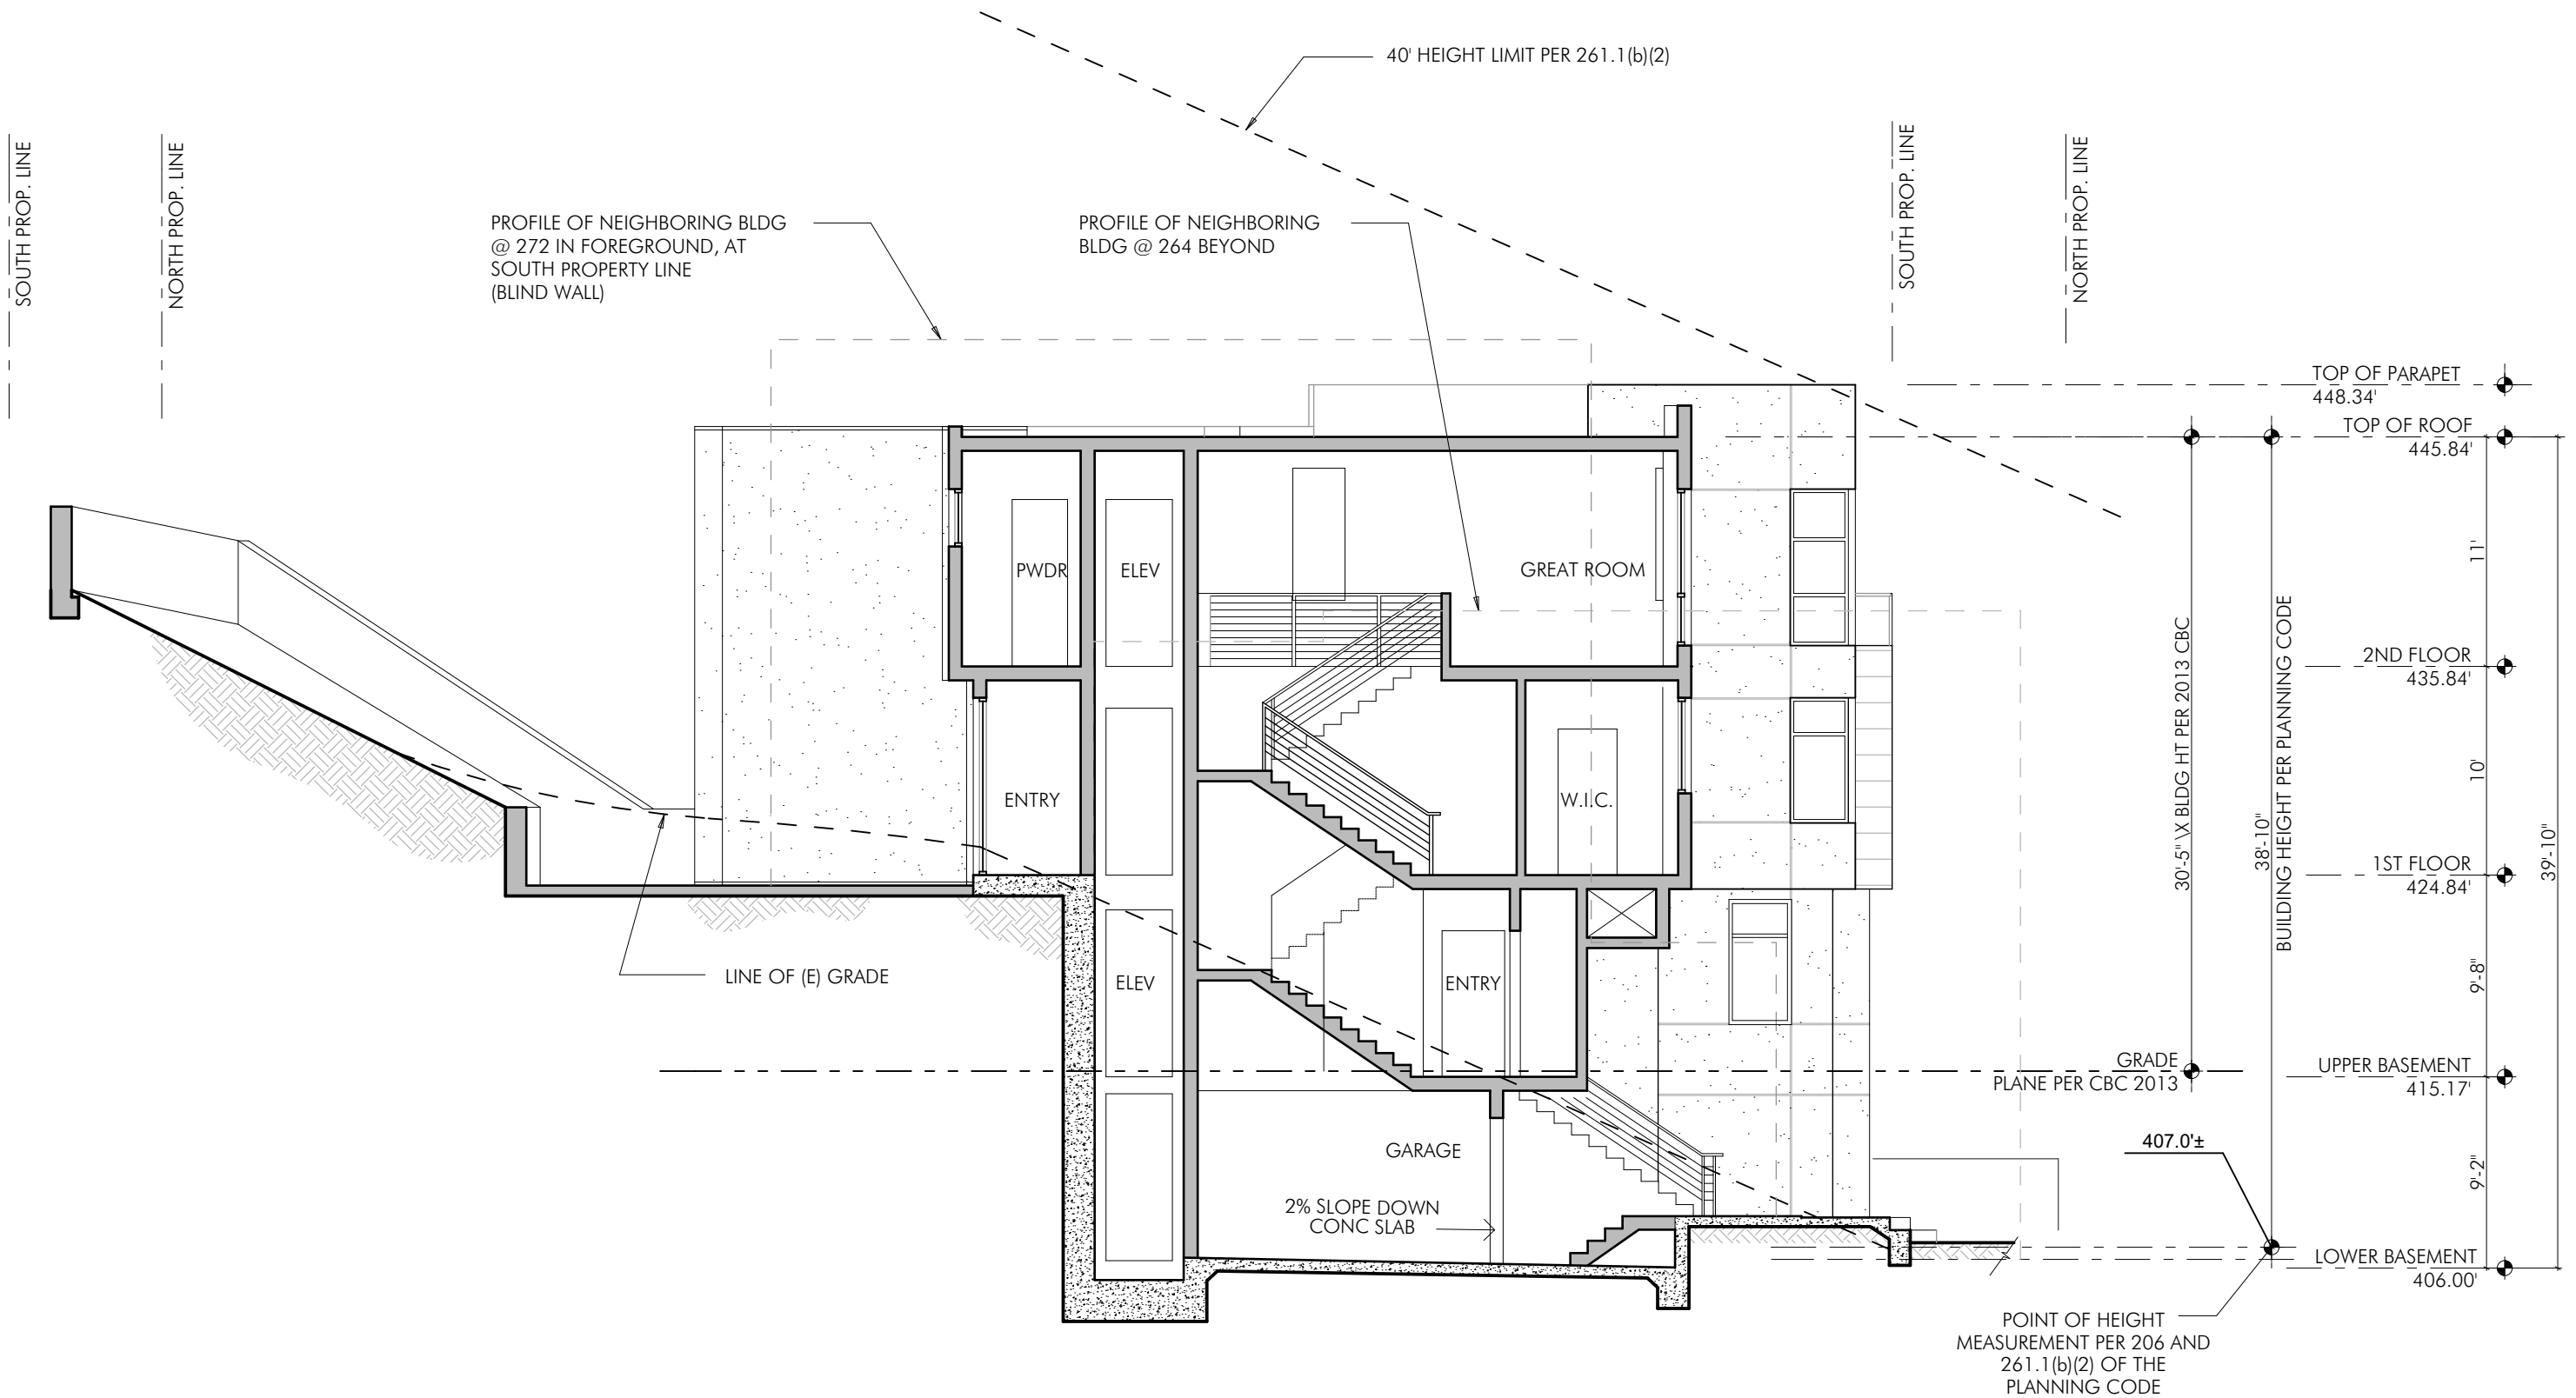 40' HEIGHT LIMIT PER 261.1(b)(2)
SOUTH PROP. LINE
NORTH PROP. LINE
PROFILE OF NEIGHBORING BLDG
@ 272 IN FOREGROUND, AT
SOUTH PROPERTY LINE
(BLIND WALL)
PROFILE OF NEIGHBORING
BLDG @ 264 BEYOND
SOUTH PROP. LINE
NORTH PROP. LINE
TOP OF PARAPET
448.34'
TOP OF ROOF
445.84'
PWDR
ELEV
GREAT ROOM
11'
2ND FLOOR
435.84'
30'-5" \X BLDG HT PER 2013 CBC
38'-10"
BUILDING HEIGHT PER PLANNING CODE
10'
39'-10"
ENTRY
W.I.C.
1ST FLOOR
424.84'
LINE OF (E) GRADE
ELEV
ENTRY
9'-8"
GRADE
PLANE PER CBC 2013
UPPER BASEMENT
415.17'
GARAGE
407.0'±
9'-2"
2% SLOPE DOWN
CONC SLAB
LOWER BASEMENT
406.00'
POINT OF HEIGHT
MEASUREMENT PER 206 AND
261.1(b)(2) OF THE
PLANNING CODE